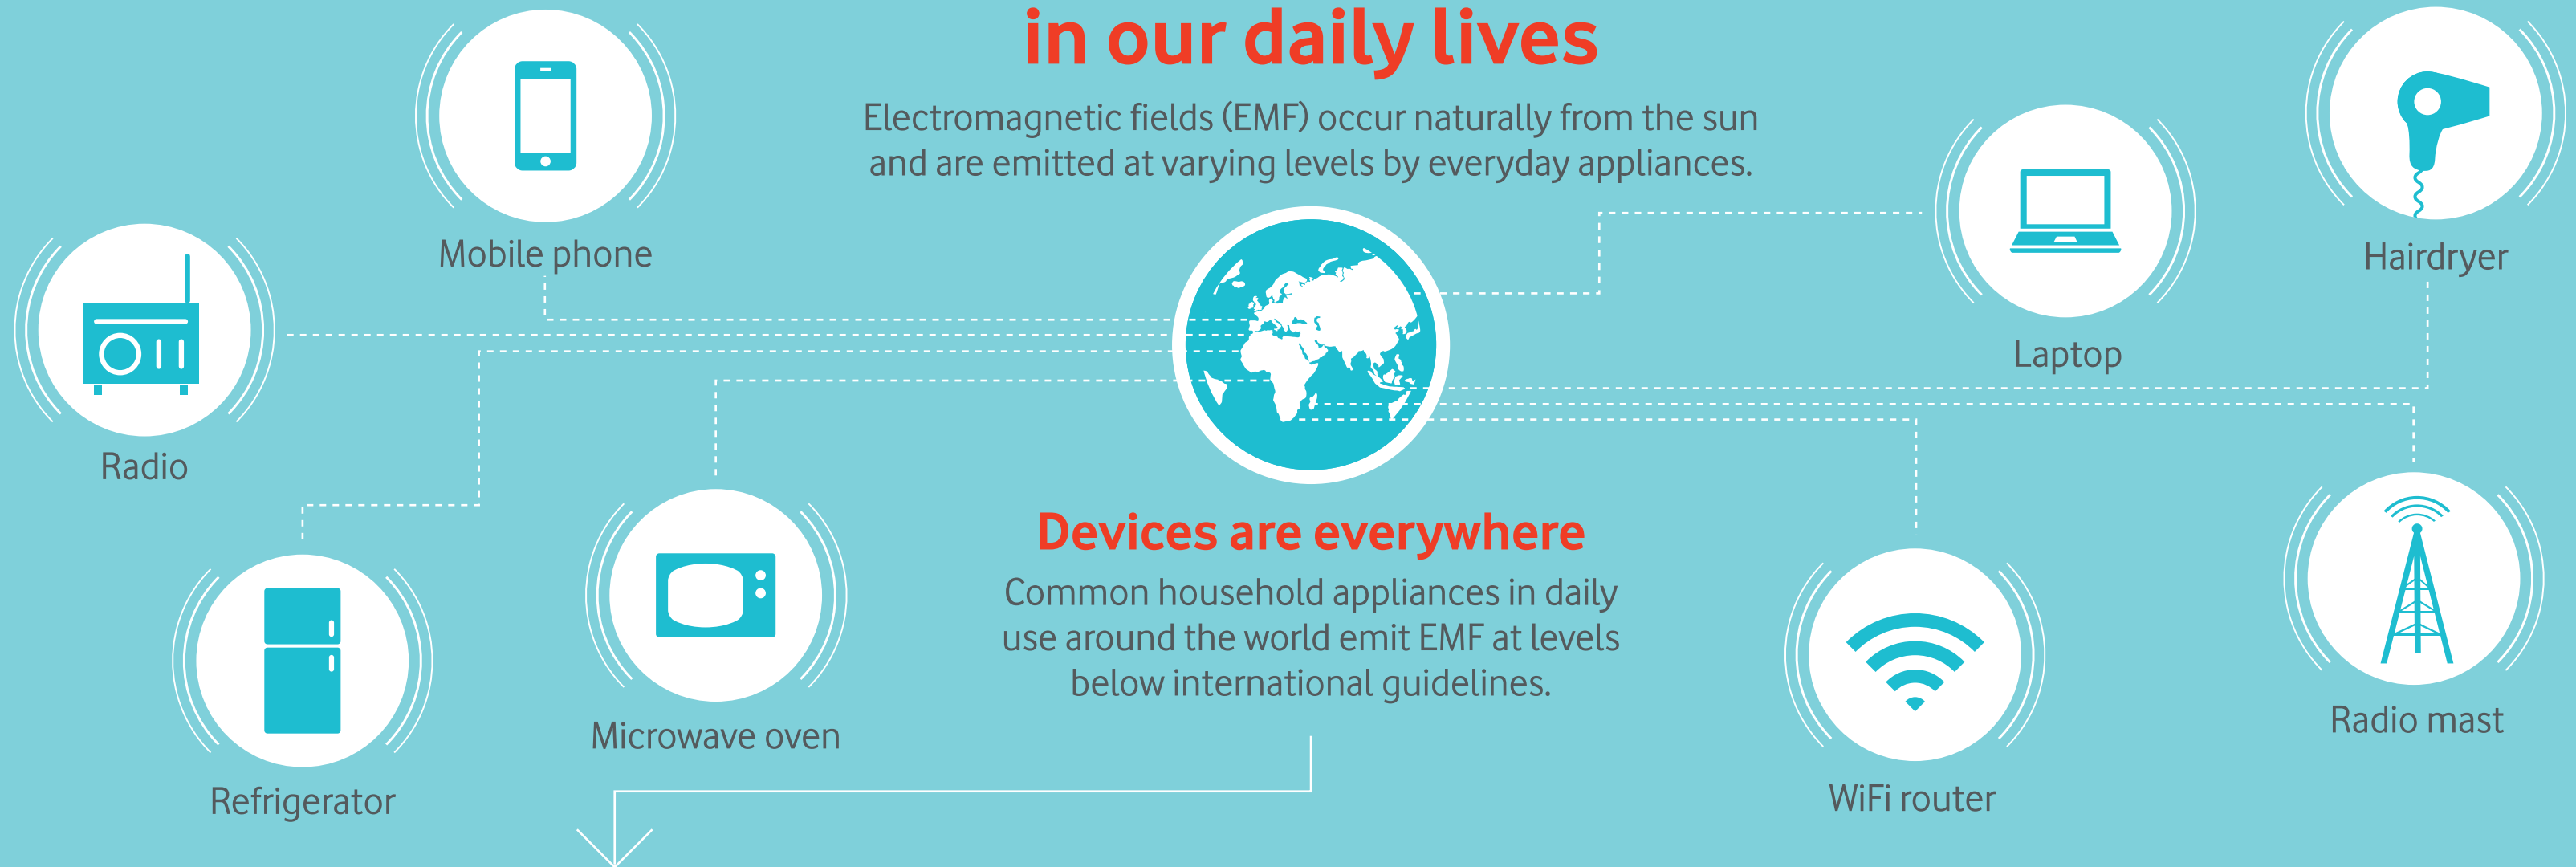 in our daily lives
Electromagnetic fields (EMF) occur naturally from the sun
and are emitted at varying levels by everyday appliances.
Mobile phone
Hairdryer
Laptop
Radio
Devices are everywhere
Common household appliances in daily
use around the world emit EMF at levels
below international guidelines.
Microwave oven
Radio mast
Refrigerator
WiFi router